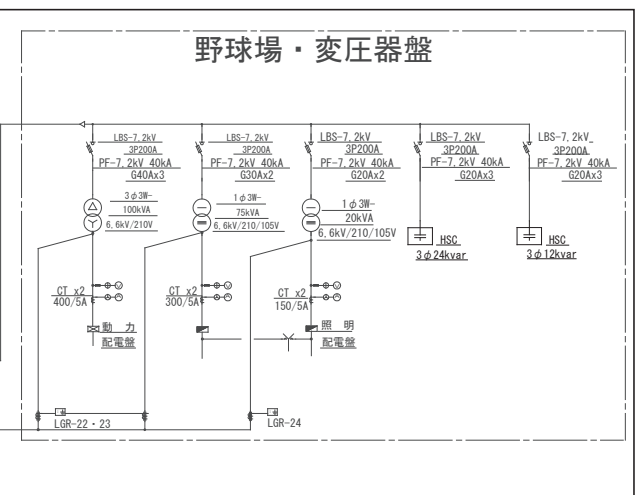 野球場・変圧器盤
LBS-7.2kV
3P200A
PF-7.2kV 40kA
G40Ax3
3φ3W-
100kVA
6.6kV/210V
CT x2
400/5A
動 力
配電盤
LBS-7.2kV
3P200A
PF-7.2kV 40kA
G30Ax2
1φ3W-
75kVA
6.6kV/210/105V
CT x2
300/5A
LBS-7.2kV
3P200A
PF-7.2kV 40kA
G20Ax2
1φ3W-
20kVA
6.6kV/210/105V
CT x2
150/5A
照 明
配電盤
LBS-7.2kV
3P200A
PF-7.2kV 40kA
G20Ax3
HSC
3φ24kvar
LBS-7.2kV
3P200A
PF-7.2kV 40kA
G20Ax3
HSC
3φ12kvar
LGR-22・23
LGR-24